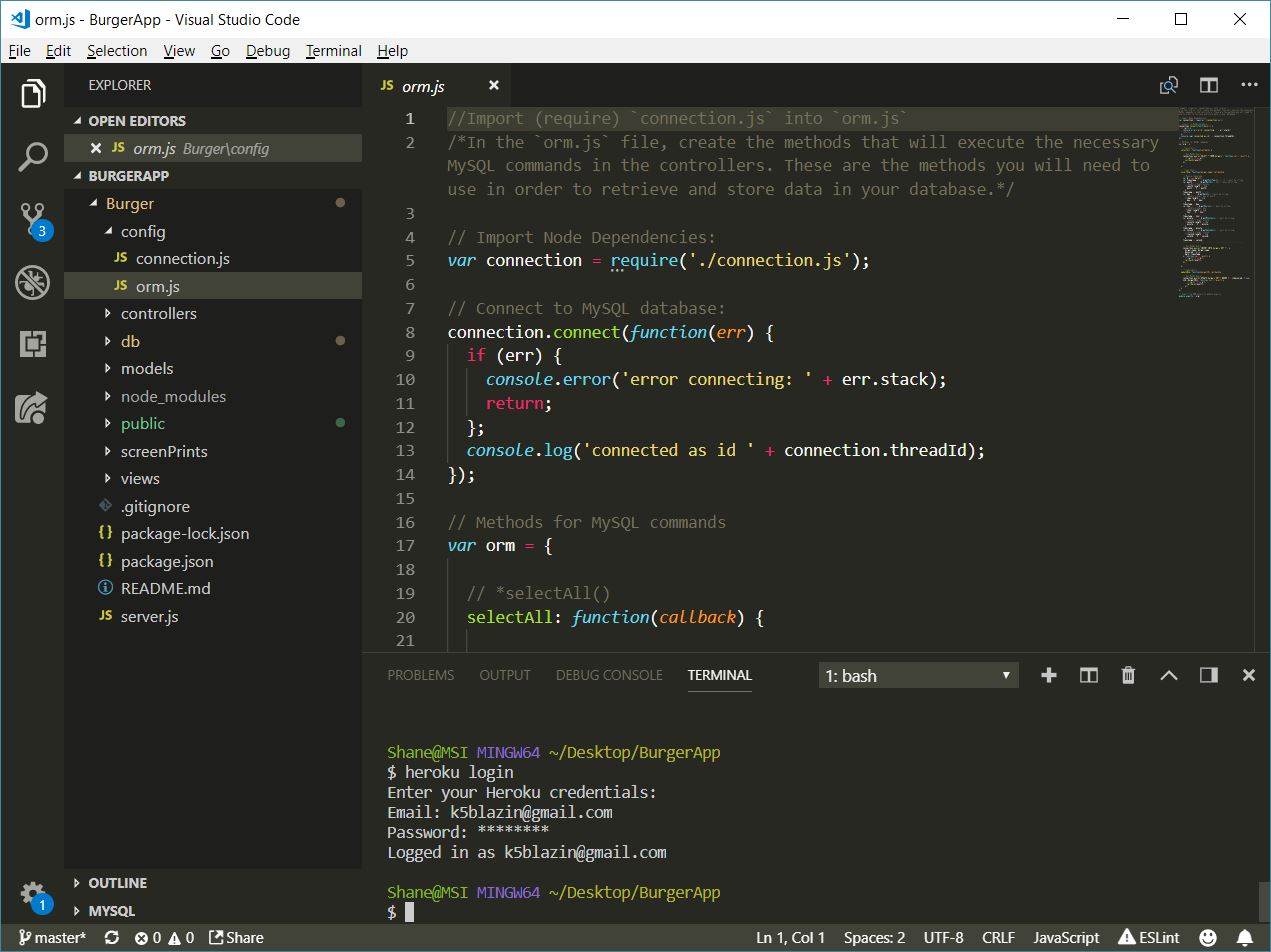 orm.js - BurgerApp - Visual Studio Code
File Edit Selection View Go Debug Terminal Help
EXPLORER
OPEN EDITORS
JS orm.js Burger\config
BURGERAPP
Burger
config
JS connection.js
JS orm.js
controllers
db
models
node_modules
public
screenPrints
views
.gitignore
{} package-lock.json
{} package.json
README.md
JS server.js
OUTLINE
MYSQL
3
1
JS orm.js
1 //Import (require) `connection.js` into `orm.js`
2 /*In the `orm.js` file, create the methods that will execute the necessary
MySQL commands in the controllers. These are the methods you will need to
use in order to retrieve and store data in your database.*/
3
4 // Import Node Dependencies:
5 var connection = require('./connection.js');
6
7 // Connect to MySQL database:
8 connection.connect(function(err) {
9 if (err) {
10 console.error('error connecting: ' + err.stack);
11 return;
12 };
13 console.log('connected as id ' + connection.threadId);
14 });
15
16 // Methods for MySQL commands
17 var orm = {
18
19 // *selectAll()
20 selectAll: function(callback) {
21
PROBLEMS OUTPUT DEBUG CONSOLE TERMINAL 1: bash
Shane@MSI MINGW64 ~/Desktop/BurgerApp
$ heroku login
Enter your Heroku credentials:
Email: k5blazin@gmail.com
Password: ********
Logged in as k5blazin@gmail.com
Shane@MSI MINGW64 ~/Desktop/BurgerApp
$
master* 0 0 Share Ln 1, Col 1 Spaces: 2 UTF-8 CRLF JavaScript ESLint